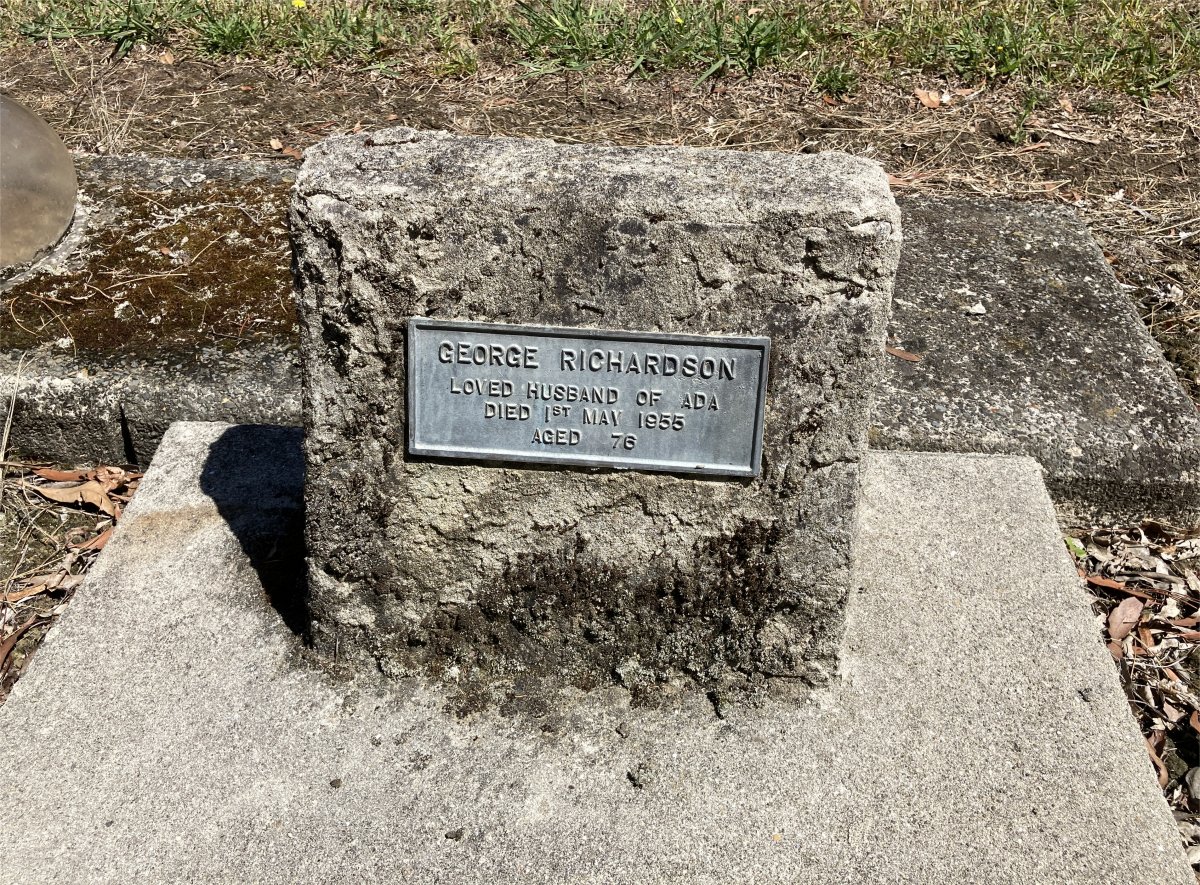 GEORGE RICHARDSON
LOVED HUSBAND OF ADA
DIED 1ST MAY 1955
AGED 76